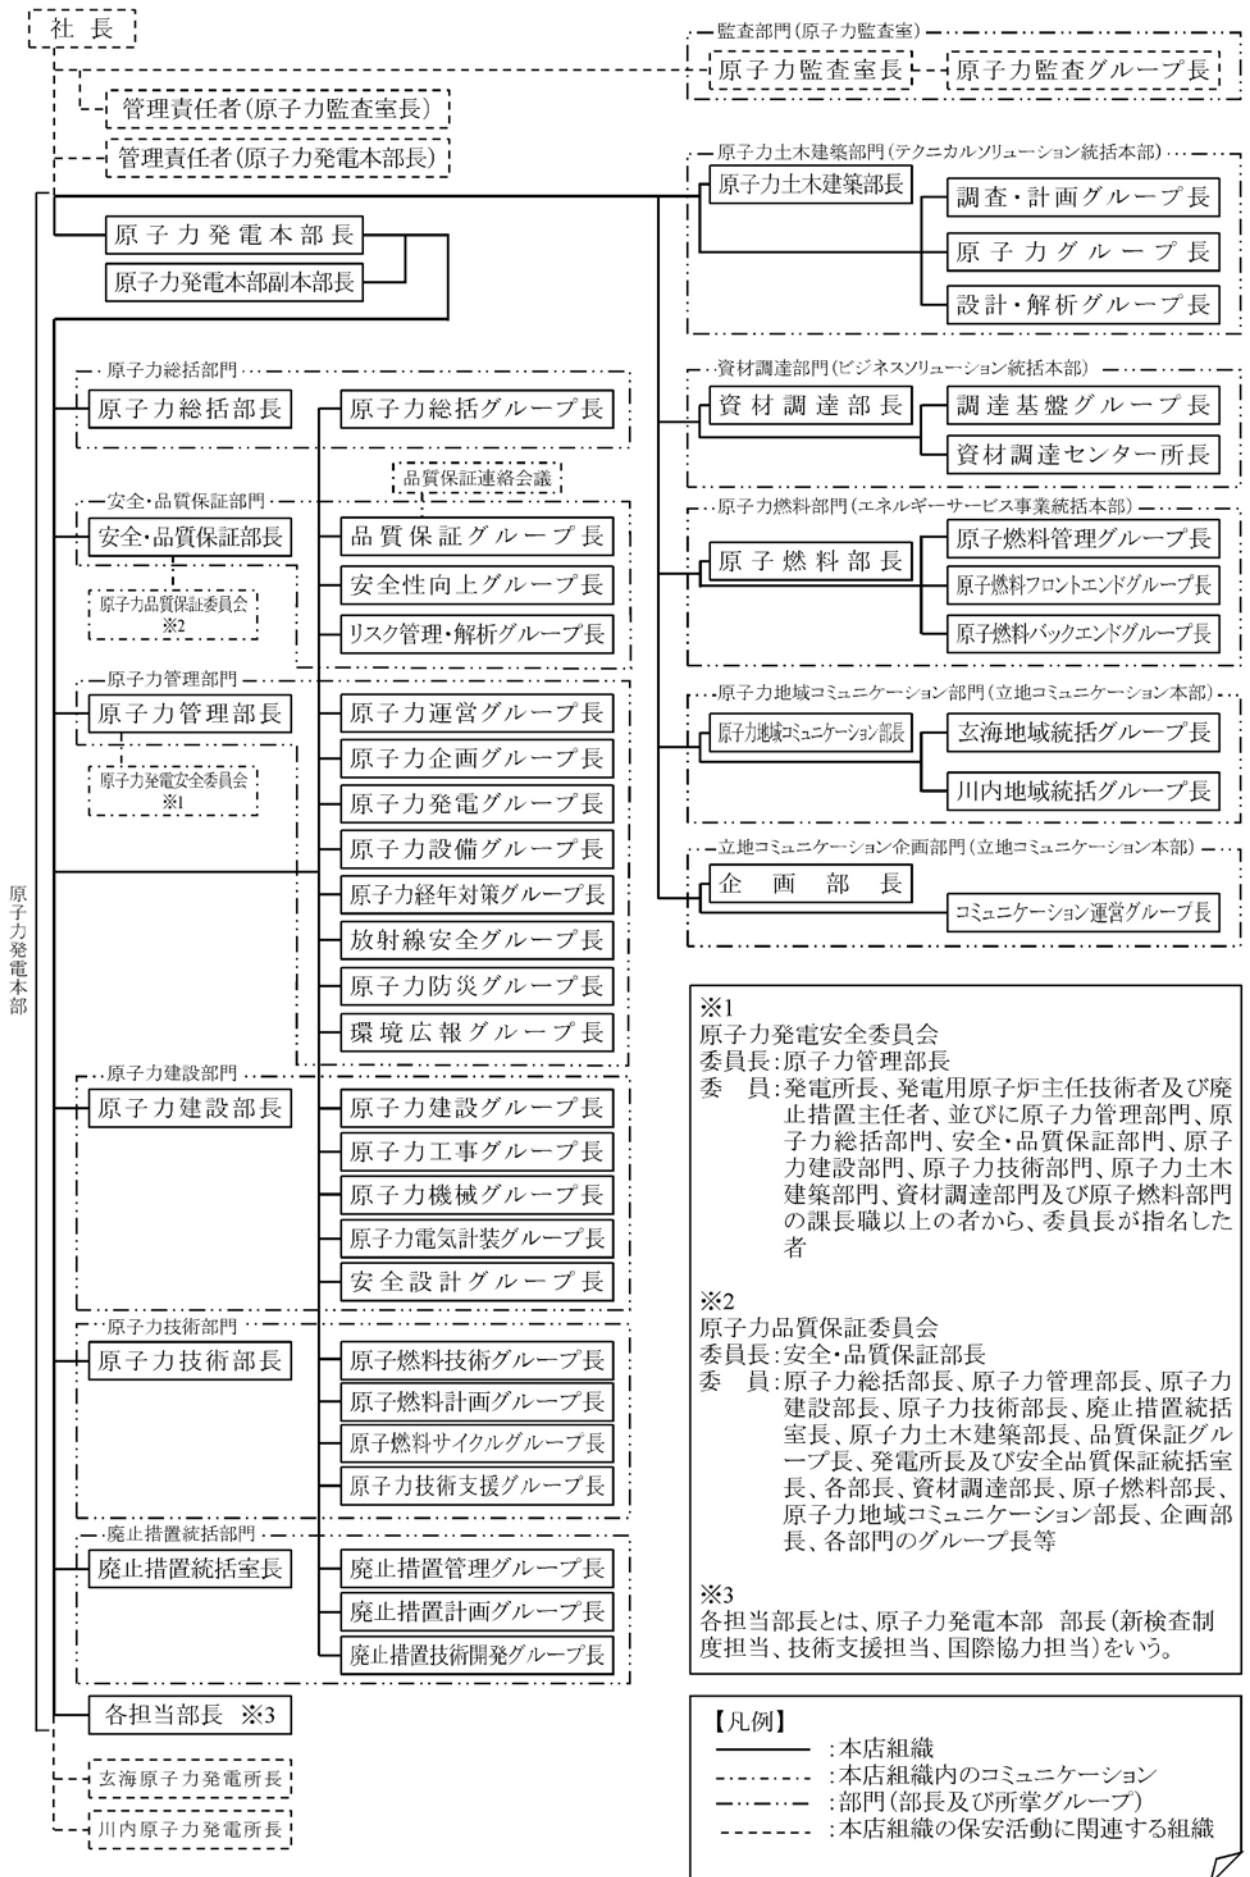 社長
管理責任者(原子力監査室長)
管理責任者(原子力発電本部長)
原子力発電本部長
原子力発電本部副本部長
原子力発電本部
原子力総括部門
原子力総括部長
原子力総括グループ長
品質保証連絡会議
安全・品質保証部門
安全・品質保証部長
原子力品質保証委員会
※2
品質保証グループ長
安全性向上グループ長
リスク管理・解析グループ長
原子力管理部門
原子力管理部長
原子力発電安全委員会
※1
原子力運営グループ長
原子力企画グループ長
原子力発電グループ長
原子力設備グループ長
原子力経年対策グループ長
放射線安全グループ長
原子力防災グループ長
環境広報グループ長
原子力建設部門
原子力建設部長
原子力建設グループ長
原子力工事グループ長
原子力機械グループ長
原子力電気計装グループ長
安全設計グループ長
原子力技術部門
原子力技術部長
原子燃料技術グループ長
原子燃料計画グループ長
原子燃料サイクルグループ長
原子力技術支援グループ長
廃止措置統括部門
廃止措置統括室長
廃止措置管理グループ長
廃止措置計画グループ長
廃止措置技術開発グループ長
各担当部長 ※3
玄海原子力発電所長
川内原子力発電所長
監査部門(原子力監査室)
原子力監査室長
原子力監査グループ長
原子力土木建築部門(テクニカルソリューション統括本部)
原子力土木建築部長
調査・計画グループ長
原子力グループ長
設計・解析グループ長
資材調達部門(ビジネスソリューション統括本部)
資材調達部長
調達基盤グループ長
資材調達センター所長
原子力燃料部門(エネルギーサービス事業統括本部)
原子燃料部長
原子燃料管理グループ長
原子燃料フロントエンドグループ長
原子燃料バックエンドグループ長
原子力地域コミュニケーション部門(立地コミュニケーション本部)
原子力地域コミュニケーション部長
玄海地域統括グループ長
川内地域統括グループ長
立地コミュニケーション企画部門(立地コミュニケーション本部)
企画部長
コミュニケーション運営グループ長
※1
原子力発電安全委員会
委員長:原子力管理部長
委 員:発電所長、発電用原子炉主任技術者及び廃
止措置主任者、並びに原子力管理部門、原
子力総括部門、安全・品質保証部門、原子
力建設部門、原子力技術部門、原子力土木
建築部門、資材調達部門及び原子燃料部門
の課長職以上の者から、委員長が指名した
者
※2
原子力品質保証委員会
委員長:安全・品質保証部長
委 員:原子力総括部長、原子力管理部長、原子力
建設部長、原子力技術部長、廃止措置統括
室長、原子力土木建築部長、品質保証グル
ープ長、発電所長及び安全品質保証統括室
長、各部長、資材調達部長、原子燃料部長、
原子力地域コミュニケーション部長、企画部
長、各部門のグループ長等
※3
各担当部長とは、原子力発電本部 部長(新検査制
度担当、技術支援担当、国際協力担当)をいう。
【凡例】
:本店組織
:本店組織内のコミュニケーション
:部門(部長及び所掌グループ)
:本店組織の保安活動に関連する組織